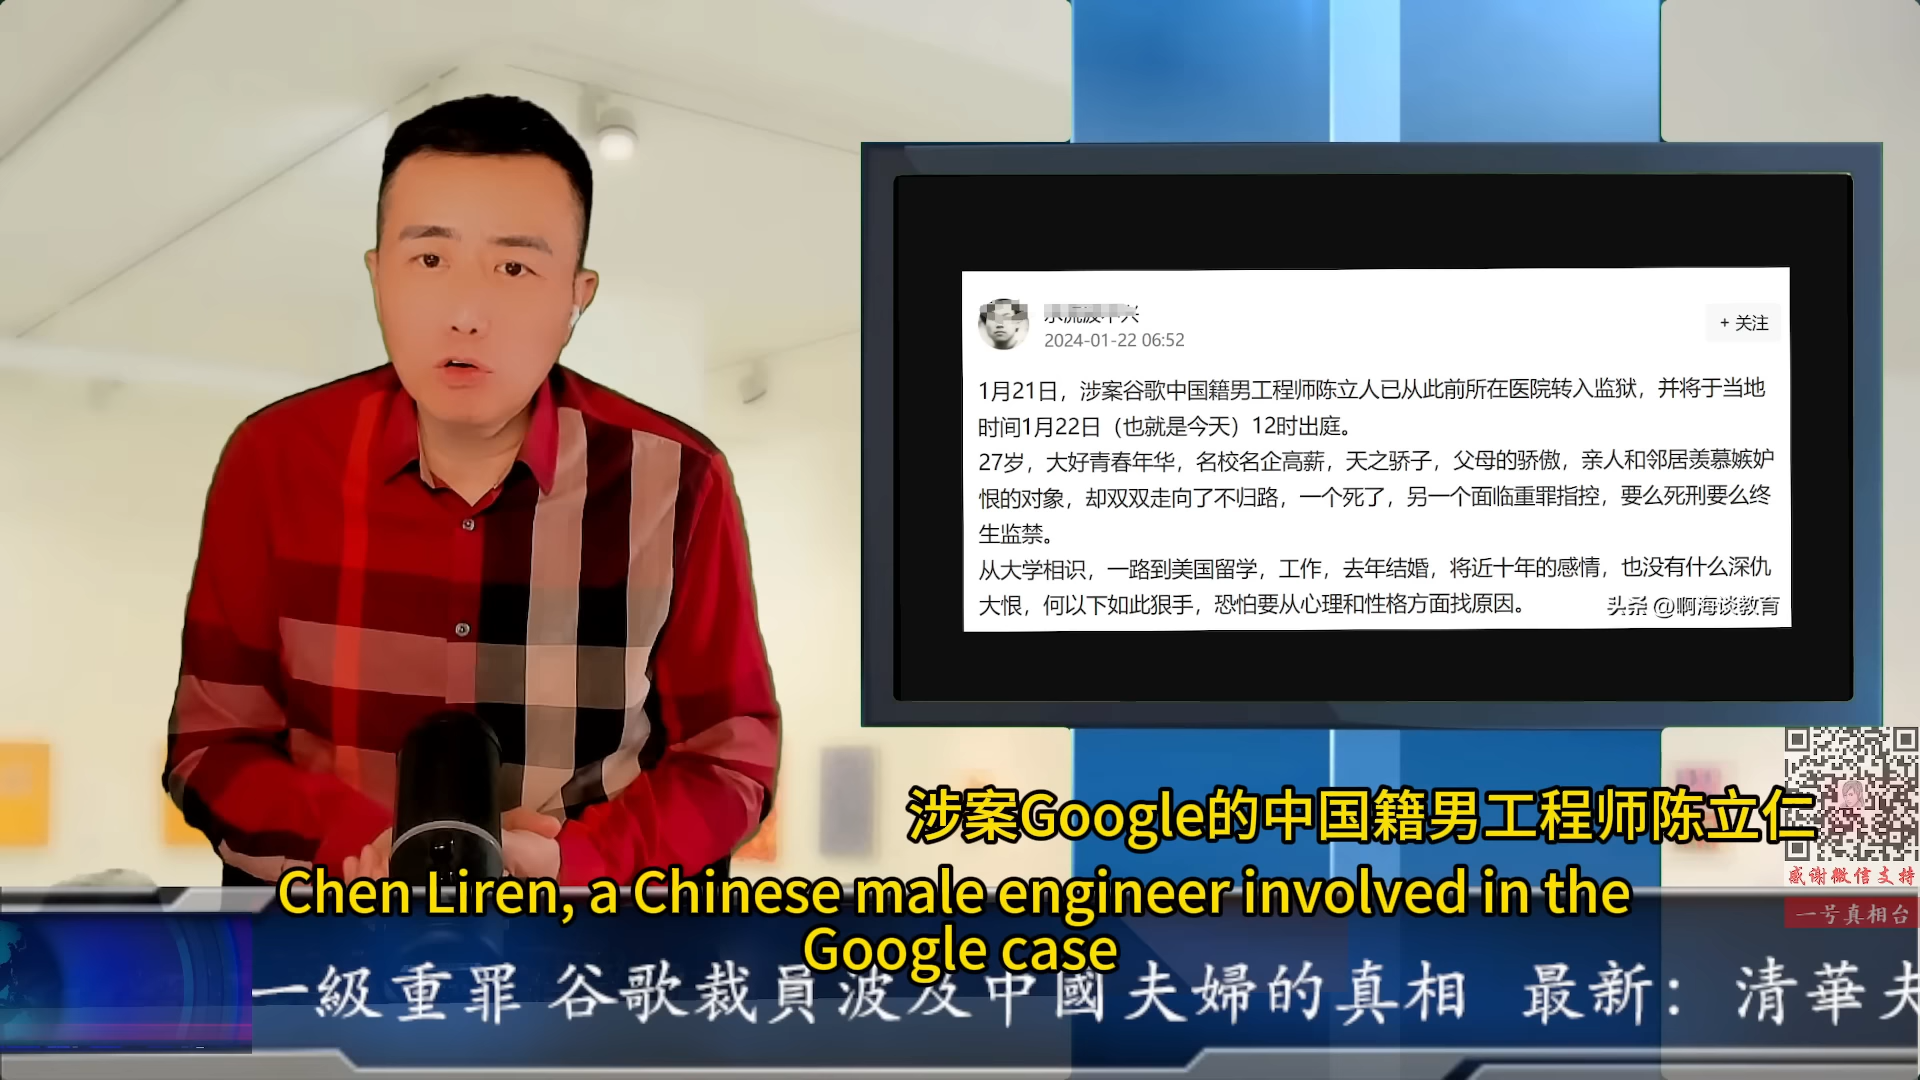 2024-01-22 06:52
+ 关注
1月21日，涉案谷歌中国籍男工程师陈立人已从此前所在医院转入监狱，并将于当地
时间1月22日（也就是今天）12时出庭。
27岁，大好青春年华，名校名企高薪，天之骄子，父母的骄傲，亲人和邻居羡慕嫉妒
恨的对象，却双双走向了不归路，一个死了，另一个面临重罪指控，要么死刑要么终
生监禁。
从大学相识，一路到美国留学，工作，去年结婚，将近十年的感情，也没有什么深仇
大恨，何以下如此狠手，恐怕要从心理和性格方面找原因。
头条 @啊海谈教育
涉案Google的中国籍男工程师陈立仁
感谢微信支持
一号真相台
Chen Liren, a Chinese male engineer involved in the
Google case
一級重罪 谷歌裁員波及中國夫婦的真相 最新：清華夫